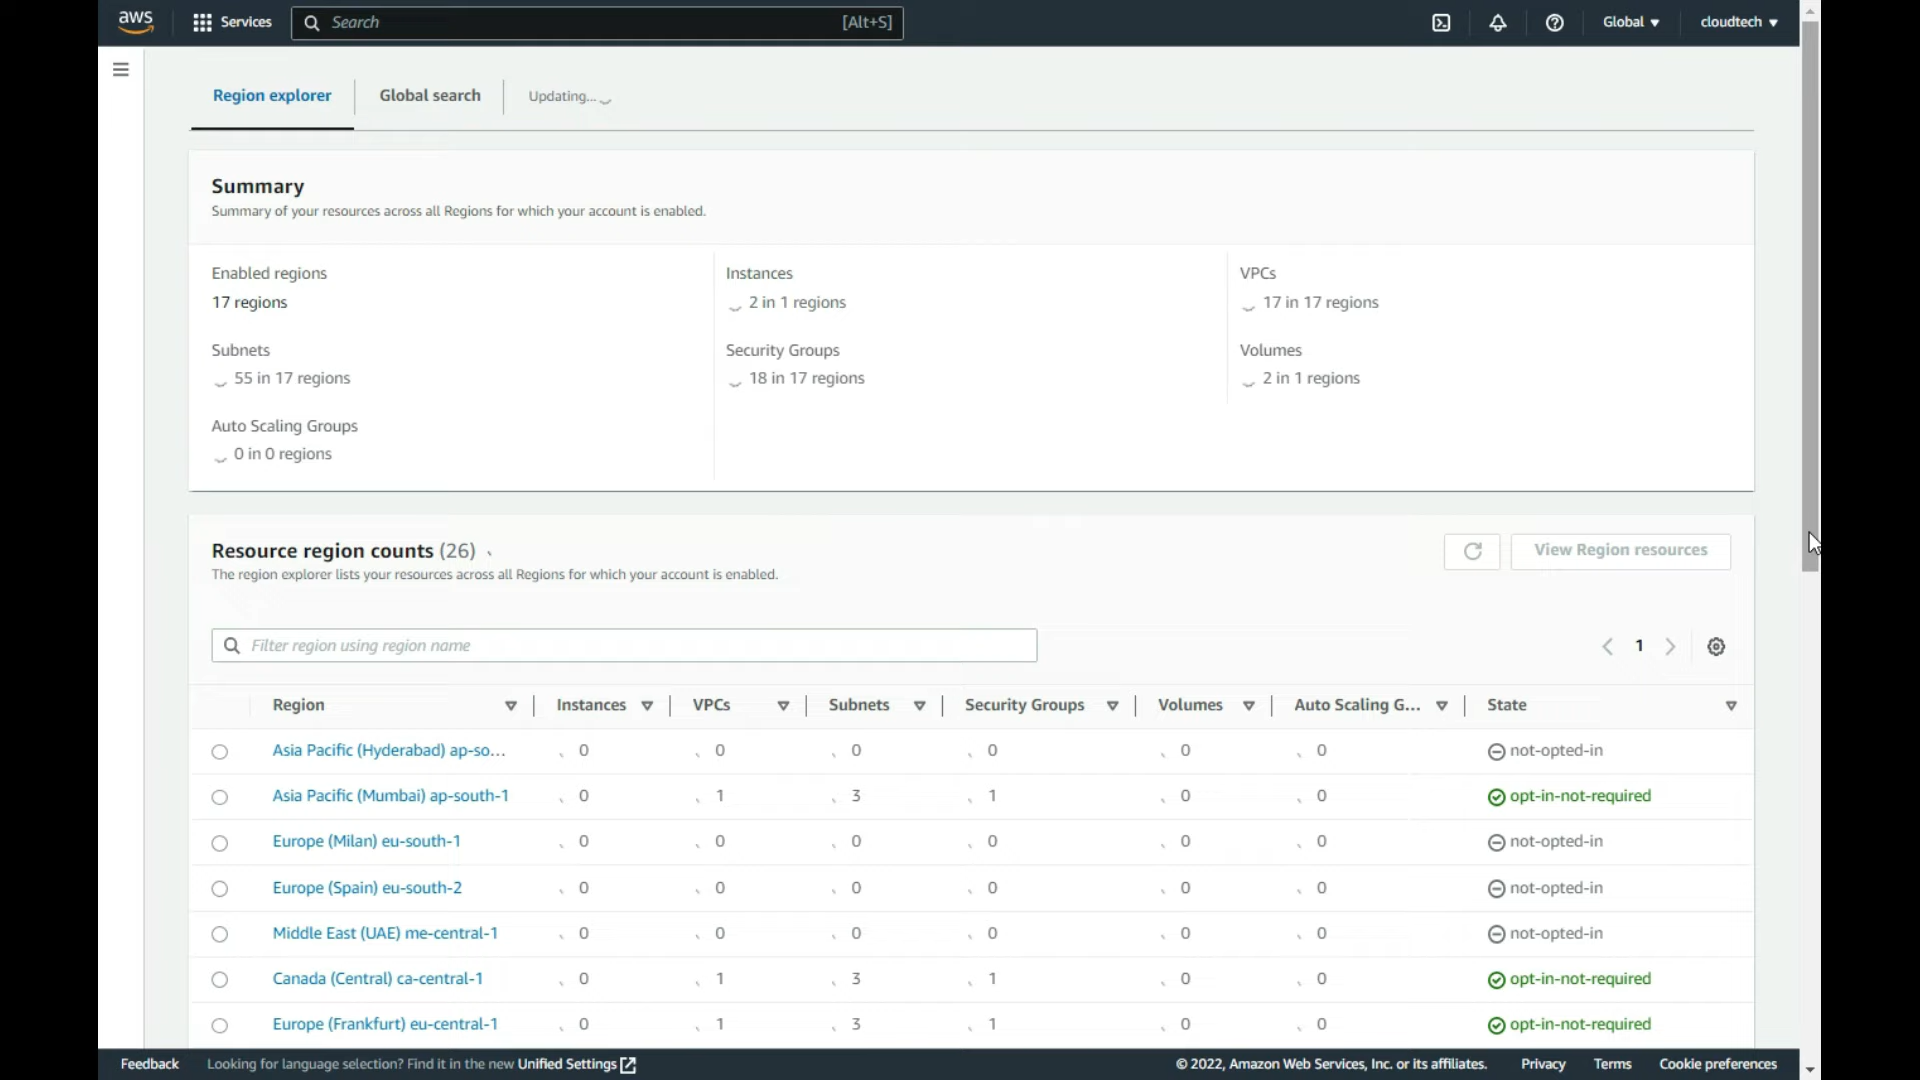 aws Services Search [Alt+S] Global cloudtech
Region explorer Global search Updating...
Summary
Summary of your resources across all Regions for which your account is enabled.
Enabled regions Instances VPCs
17 regions 2 in 1 regions 17 in 17 regions
Subnets Security Groups Volumes
55 in 17 regions 18 in 17 regions 2 in 1 regions
Auto Scaling Groups
0 in 0 regions
Resource region counts (26) View Region resources
The region explorer lists your resources across all Regions for which your account is enabled.
Filter region using region name 1
Region Instances VPCs Subnets Security Groups Volumes Auto Scaling G... State
Asia Pacific (Hyderabad) ap-so... 0 0 0 0 0 0 not-opted-in
Asia Pacific (Mumbai) ap-south-1 0 1 3 1 0 0 opt-in-not-required
Europe (Milan) eu-south-1 0 0 0 0 0 0 not-opted-in
Europe (Spain) eu-south-2 0 0 0 0 0 0 not-opted-in
Middle East (UAE) me-central-1 0 0 0 0 0 0 not-opted-in
Canada (Central) ca-central-1 0 1 3 1 0 0 opt-in-not-required
Europe (Frankfurt) eu-central-1 0 1 3 1 0 0 opt-in-not-required
Feedback Looking for language selection? Find it in the new Unified Settings © 2022, Amazon Web Services, Inc. or its affiliates. Privacy Terms Cookie preferences